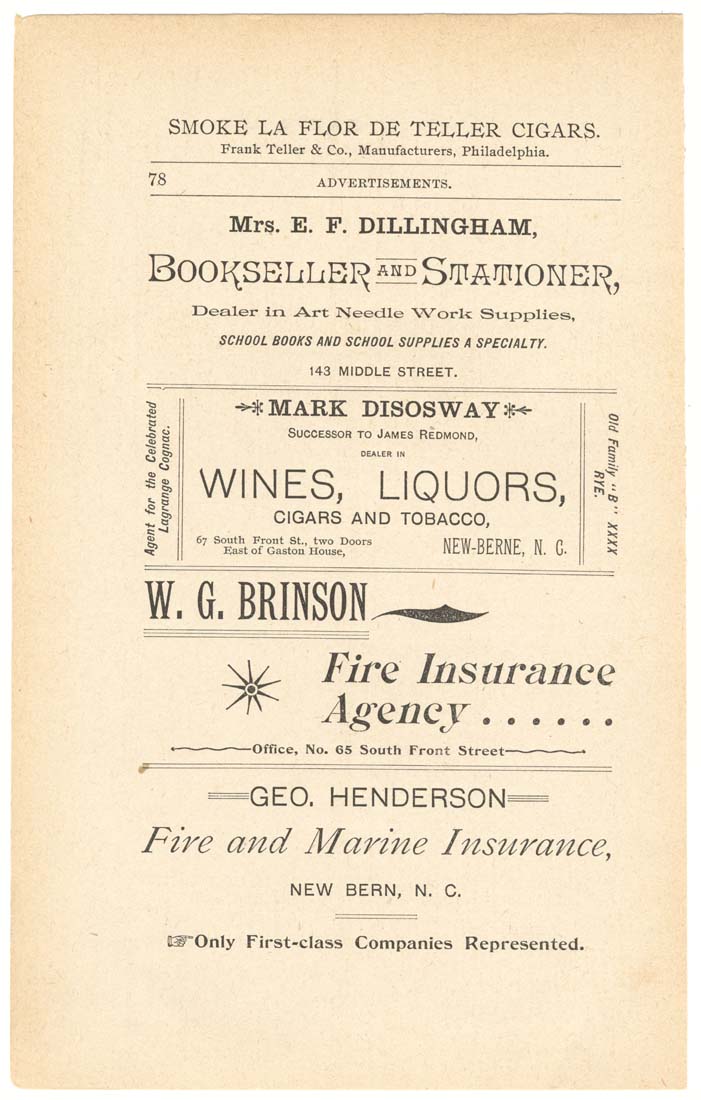 SMOKE LA FLOR DE TELLER CIGARS.
Frank Teller & Co., Manufacturers, Philadelphia.
78 ADVERTISEMENTS.
Mrs. E. F. DILLINGHAM,
BOOKSELLER AND STATIONER,
Dealer in Art Needle Work Supplies,
SCHOOL BOOKS AND SCHOOL SUPPLIES A SPECIALTY.
143 MIDDLE STREET.
Agent for the Celebrated
Lagrange Cognac.
MARK DISOSWAY
SUCCESSOR TO JAMES REDMOND,
DEALER IN
WINES, LIQUORS,
CIGARS AND TOBACCO,
67 South Front St., two Doors
East of Gaston House,
NEW-BERNE, N. C.
Old Family "B" XXXX
RYE.
W. G. BRINSON
Fire Insurance
Agency ......
Office, No. 65 South Front Street
GEO. HENDERSON
Fire and Marine Insurance,
NEW BERN, N. C.
☞Only First-class Companies Represented.